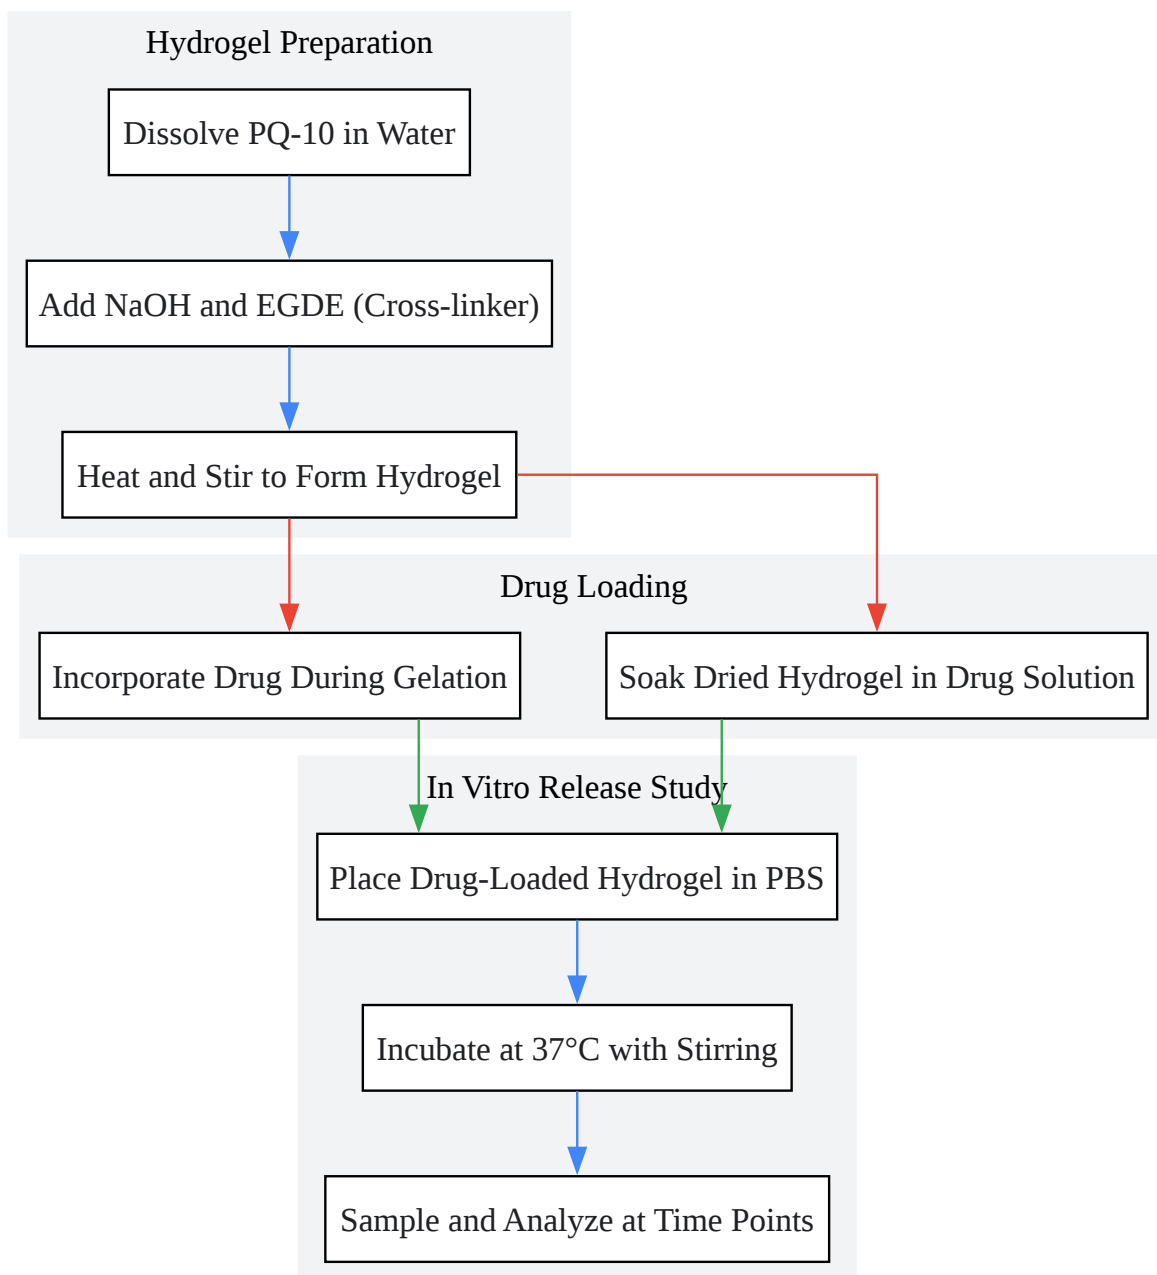 Hydrogel Preparation
Dissolve PQ-10 in Water
Add NaOH and EGDE (Cross-linker)
Heat and Stir to Form Hydrogel
Drug Loading
Incorporate Drug During Gelation
Soak Dried Hydrogel in Drug Solution
In Vitro Release Study
Place Drug-Loaded Hydrogel in PBS
Incubate at 37°C with Stirring
Sample and Analyze at Time Points